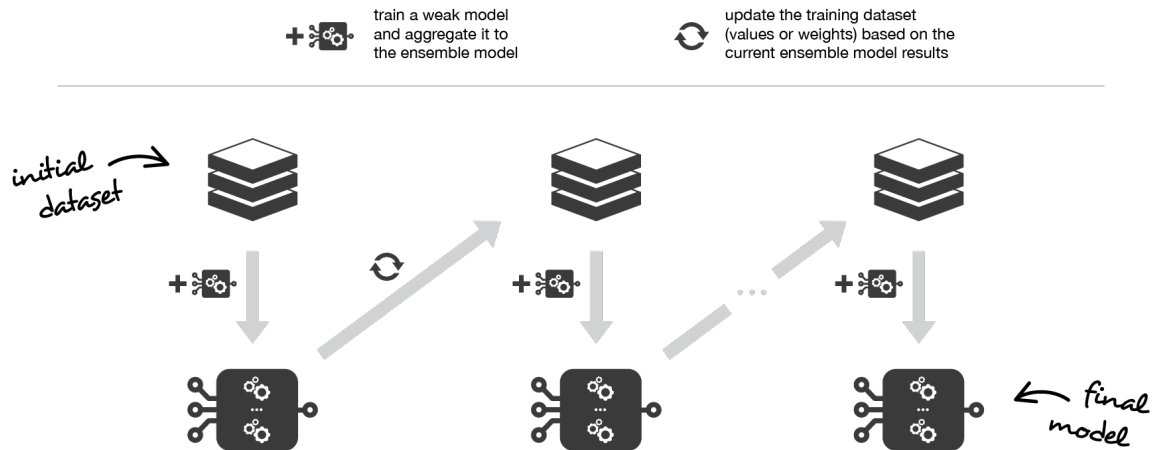 train a weak model
and aggregate it to
the ensemble model
update the training dataset
(values or weights) based on the
current ensemble model results
initial
dataset
final
model